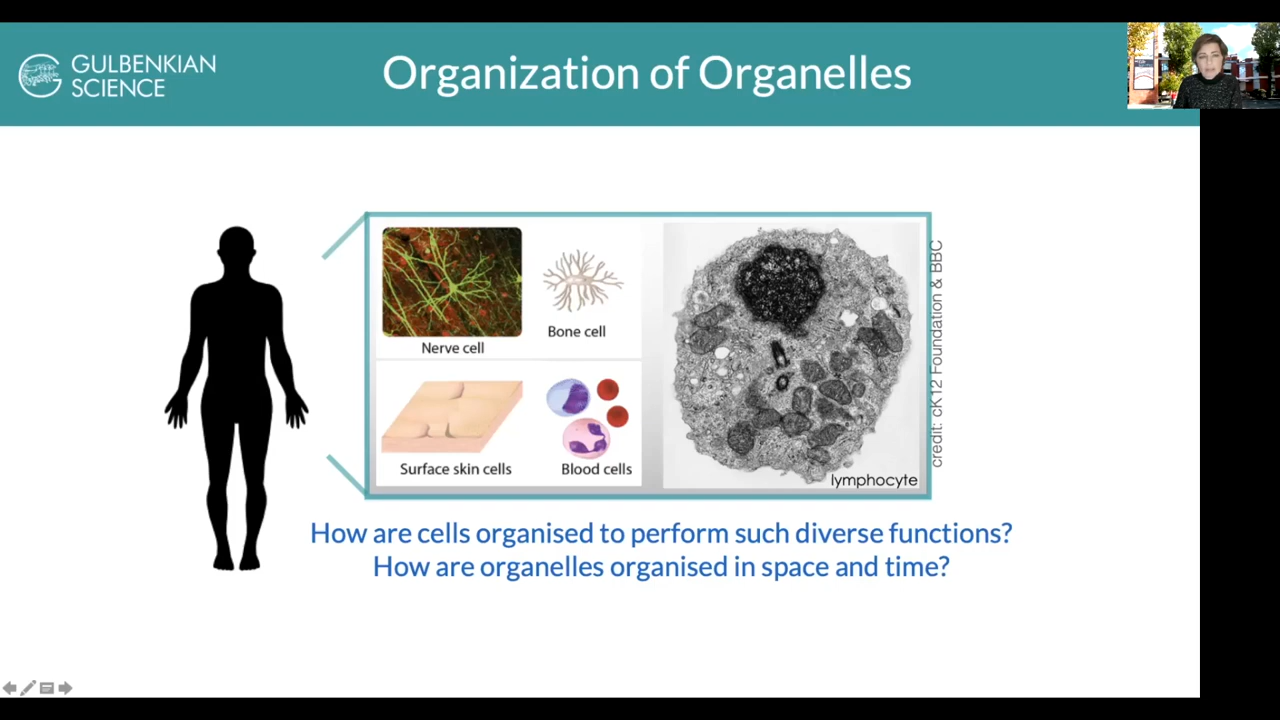 GULBENKIAN
SCIENCE
Organization of Organelles
Nerve cell
Bone cell
Surface skin cells
Blood cells
lymphocyte
credit: cK12 Foundation & BBC
How are cells organised to perform such diverse functions?
How are organelles organised in space and time?